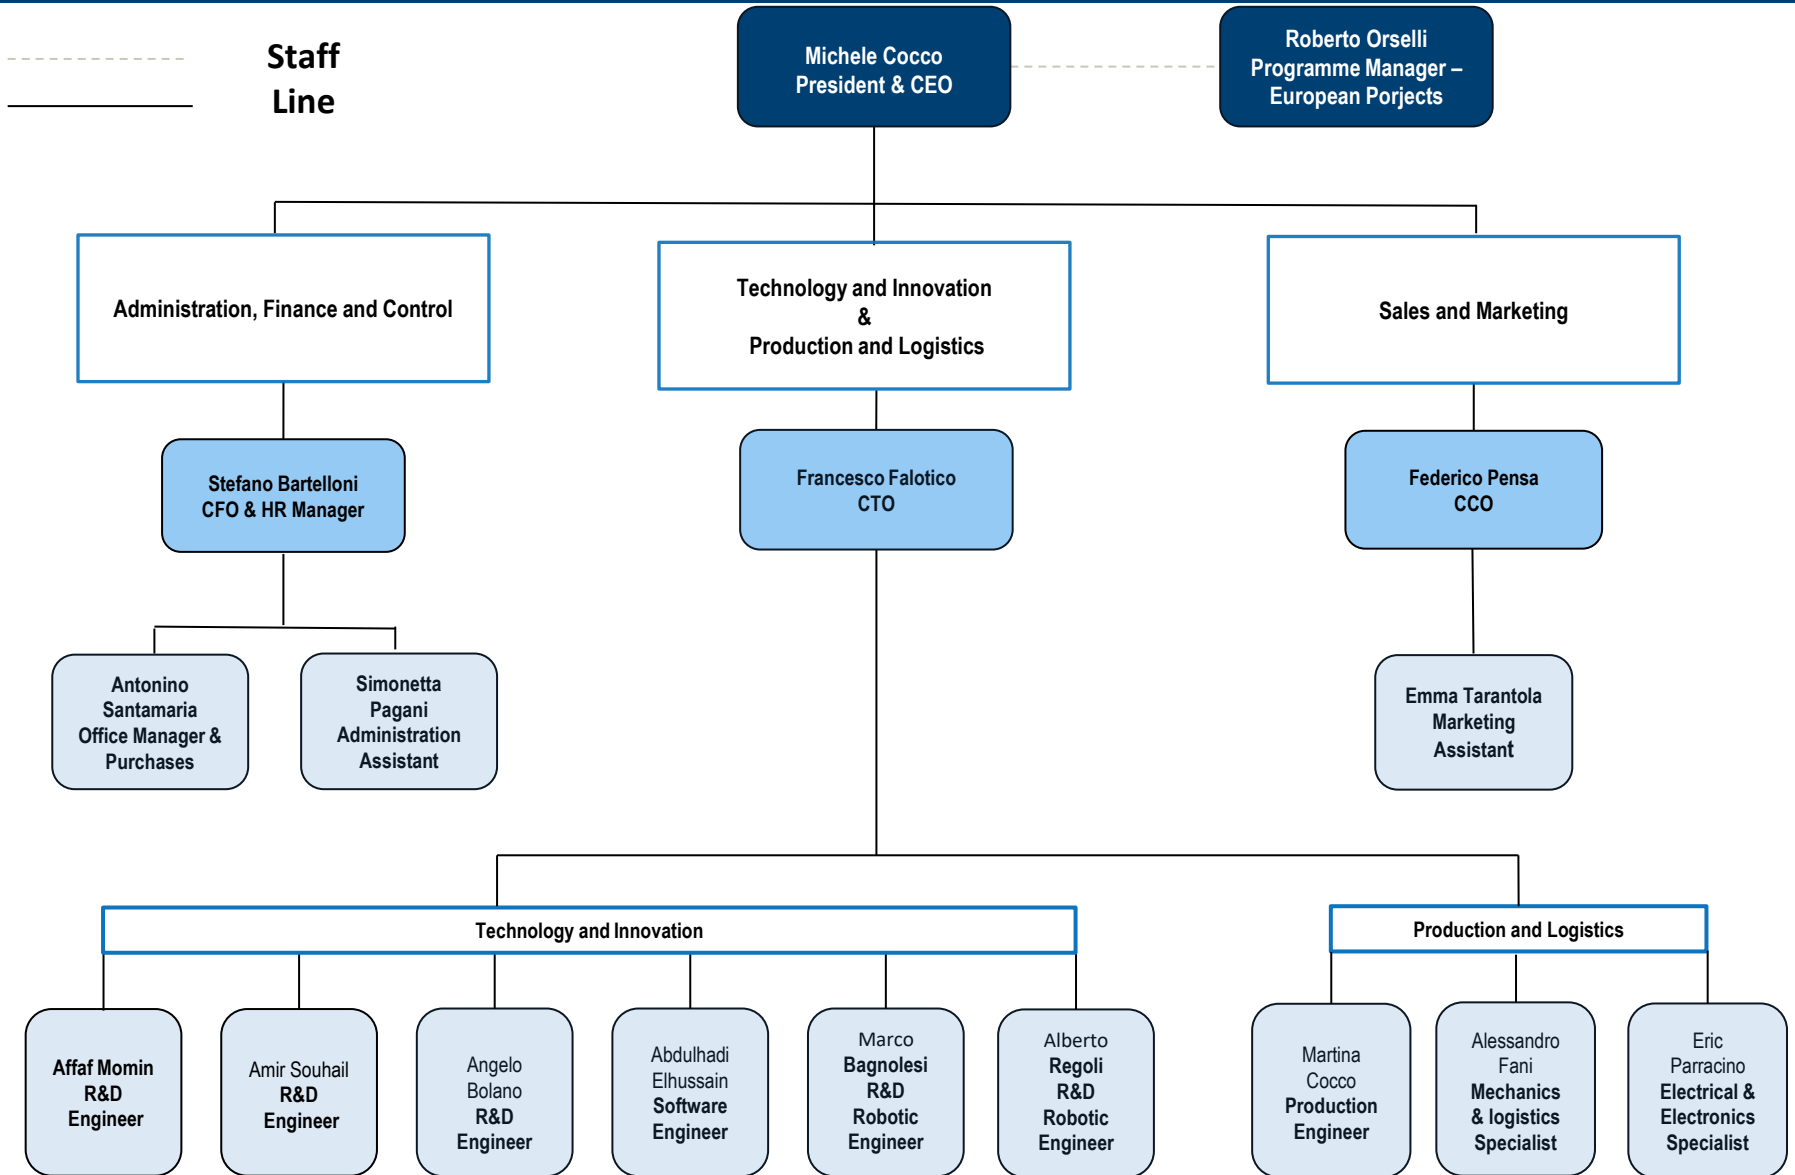 Staff
Line
Michele Cocco
President & CEO
Roberto Orselli
Programme Manager –
European Porjects
Administration, Finance and Control
Technology and Innovation
&
Production and Logistics
Sales and Marketing
Stefano Bartelloni
CFO & HR Manager
Francesco Falotico
CTO
Federico Pensa
CCO
Antonino
Santamaria
Office Manager &
Purchases
Simonetta
Pagani
Administration
Assistant
Emma Tarantola
Marketing
Assistant
Technology and Innovation
Production and Logistics
Affaf Momin
R&D
Engineer
Amir Souhail
R&D
Engineer
Angelo
Bolano
R&D
Engineer
Abdulhadi
Elhussain
Software
Engineer
Marco
Bagnolesi
R&D
Robotic
Engineer
Alberto
Regoli
R&D
Robotic
Engineer
Martina
Cocco
Production
Engineer
Alessandro
Fani
Mechanics
& logistics
Specialist
Eric
Parracino
Electrical &
Electronics
Specialist